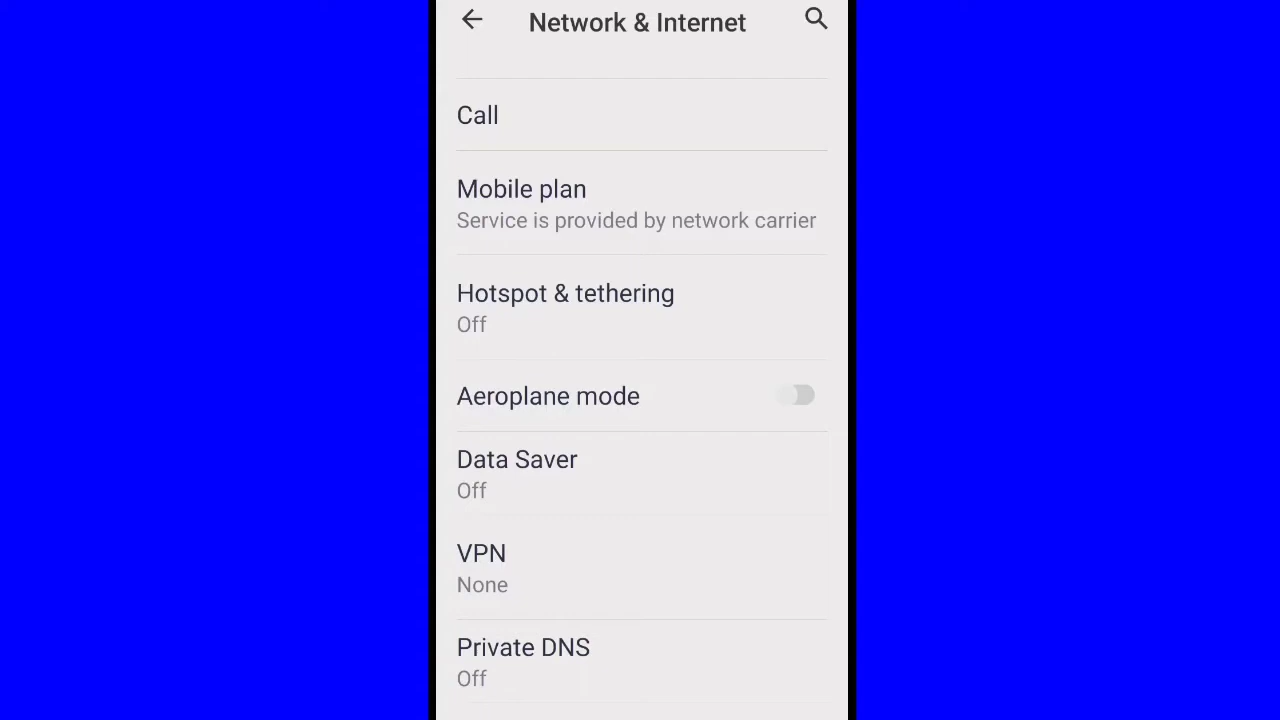 Network & Internet
Call
Mobile plan
Service is provided by network carrier
Hotspot & tethering
Off
Aeroplane mode
Data Saver
Off
VPN
None
Private DNS
Off